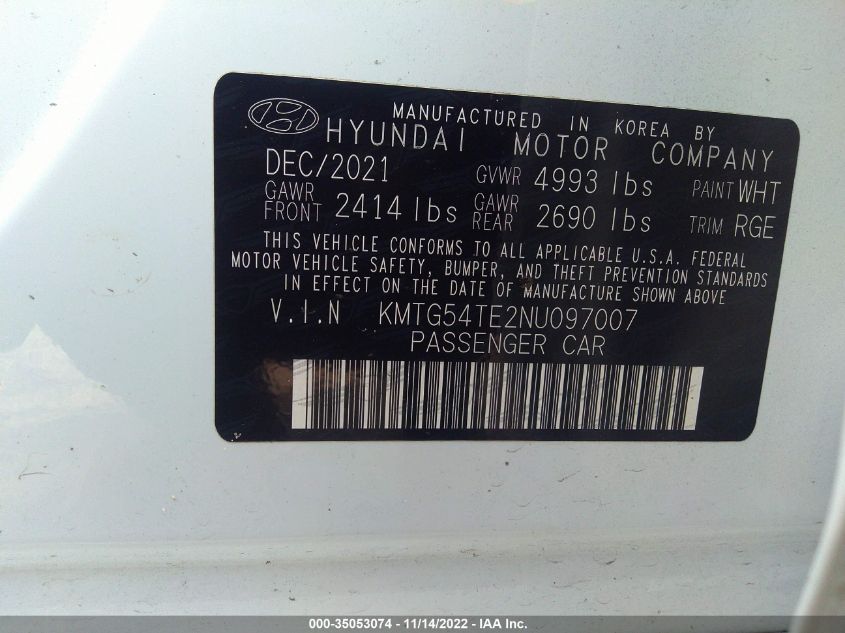 MANUFACTURED IN KOREA BY
HYUNDAI MOTOR COMPANY
DEC/2021 GVWR 4993 lbs PAINT WHT
GAWR FRONT 2414 lbs GAWR REAR 2690 lbs TRIM RGE
THIS VEHICLE CONFORMS TO ALL APPLICABLE U.S.A. FEDERAL
MOTOR VEHICLE SAFETY, BUMPER, AND THEFT PREVENTION STANDARDS
IN EFFECT ON THE DATE OF MANUFACTURE SHOWN ABOVE
V.I.N KMTG54TE2NU097007
PASSENGER CAR
000-35053074 - 11/14/2022 - IAA Inc.